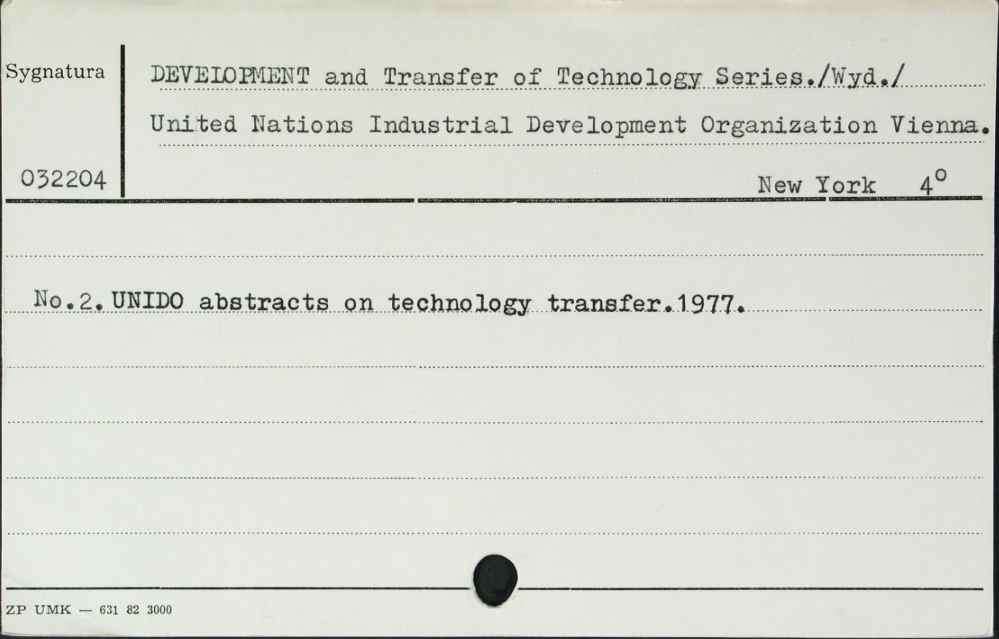 Sygnatura
DEVELOPMENT and Transfer of Technology Series./Wyd./
United Nations Industrial Development Organization Vienna.
032204
New York 4°
No.2. UNIDO abstracts on technology transfer.1977.
ZP UMK — 631 82 3000